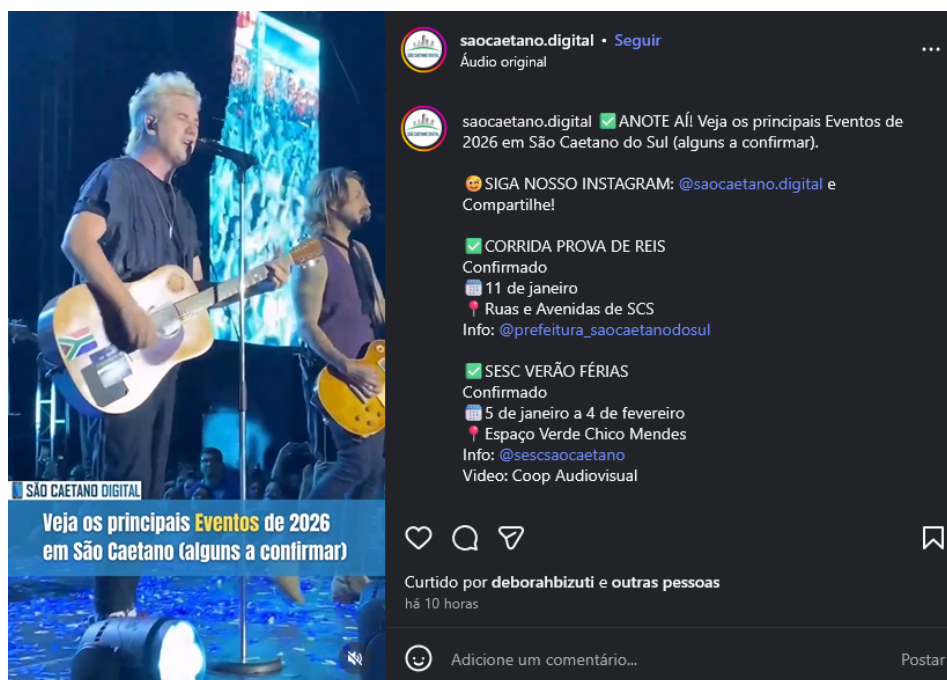 saocaetano.digital • Seguir
Áudio original
saocaetano.digital ✅ANOTE AÍ! Veja os principais Eventos de
2026 em São Caetano do Sul (alguns a confirmar).
😉SIGA NOSSO INSTAGRAM: @saocaetano.digital e
Compartilhe!
✅CORRIDA PROVA DE REIS
Confirmado
🗓️11 de janeiro
📍Ruas e Avenidas de SCS
Info: @prefeitura_saocaetanodosul
✅SESC VERÃO FÉRIAS
Confirmado
🗓️5 de janeiro a 4 de fevereiro
📍Espaço Verde Chico Mendes
Info: @sescsaocaetano
Video: Coop Audiovisual
SÃO CAETANO DIGITAL
Veja os principais Eventos de 2026
em São Caetano (alguns a confirmar)
Curtido por deborahbizuti e outras pessoas
há 10 horas
Adicione um comentário...
Postar